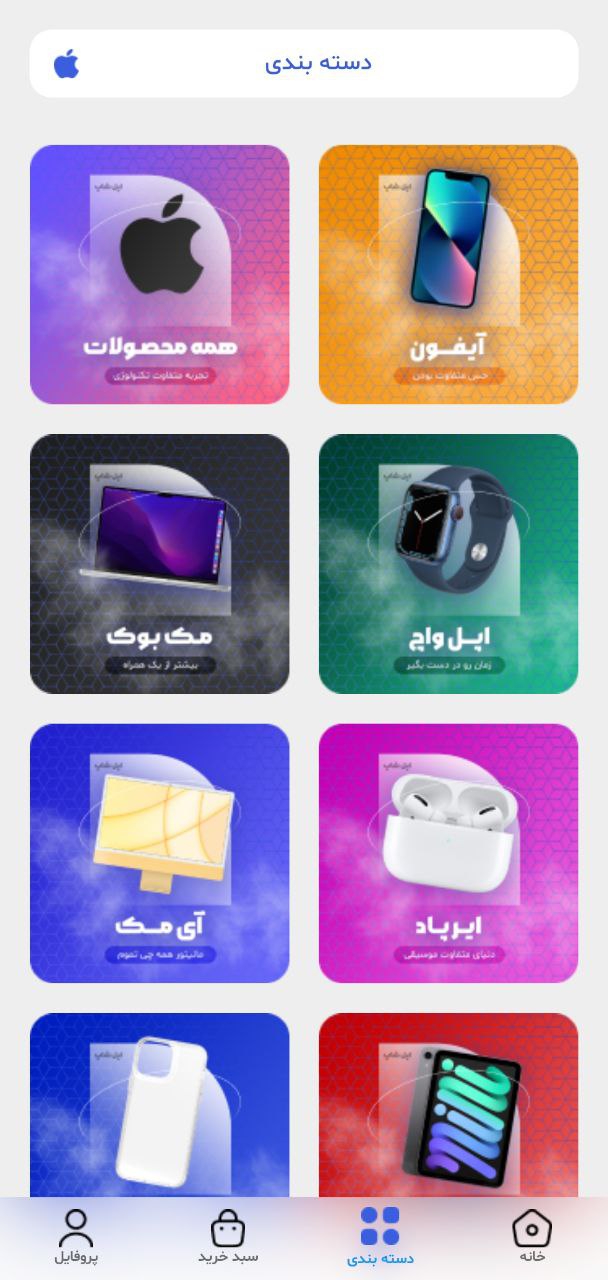 دسته بندی
اپل شاپ
آیفون
حس متفاوت بودن
اپل شاپ
همه محصولات
تجربه متفاوت تکنولوژی
اپل شاپ
اپل واچ
زمان رو در دست بگیر
اپل شاپ
مک بوک
بیشتر از یک همراه
اپل شاپ
ایرپاد
دنیای متفاوت موسیقی
اپل شاپ
آی مک
مانیتور همه چی تموم
اپل شاپ
اپل شاپ
خانه
دسته بندی
سبد خرید
پروفایل